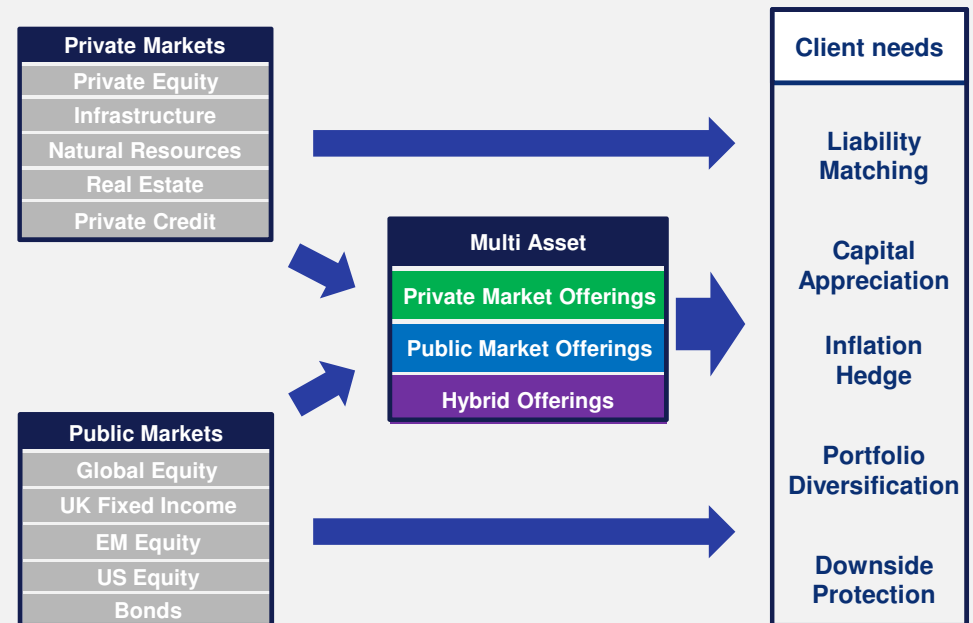 Private Markets
Private Equity
Infrastructure
Natural Resources
Real Estate
Private Credit
Public Markets
Global Equity
UK Fixed Income
EM Equity
US Equity
Bonds
Multi Asset
Private Market Offerings
Public Market Offerings
Hybrid Offerings
Client needs
Liability
Matching
Capital
Appreciation
Inflation
Hedge
Portfolio
Diversification
Downside
Protection